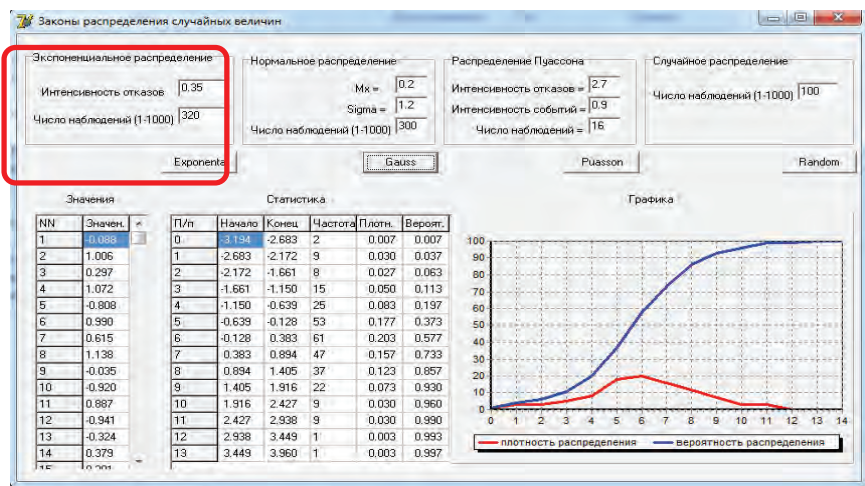 Законы распределения случайных величин
Экспоненциальное распределение
Интенсивность отказов 0.35
Число наблюдений (1-1000) 320
Exponenta
Нормальное распределение
Mx = 0.2
Sigma = 1.2
Число наблюдений (1-1000) 300
Gauss
Распределение Пуассона
Интенсивность отказов = 2.7
Интенсивность событий = 0.9
Число наблюдений = 16
Puasson
Случайное распределение
Число наблюдений (1-1000) 100
Random
Значения
NN Значен.
1 -0.088
2 1.006
3 0.297
4 1.072
5 -0.808
6 0.990
7 0.615
8 1.138
9 -0.035
10 -0.920
11 0.887
12 -0.941
13 -0.324
14 0.379
Статистика
П/п Начало Конец Частота Плотн. Вероят.
0 -3.194 -2.683 2 0.007 0.007
1 -2.683 -2.172 9 0.030 0.037
2 -2.172 -1.661 8 0.027 0.063
3 -1.661 -1.150 15 0.050 0.113
4 -1.150 -0.639 25 0.083 0.197
5 -0.639 -0.128 53 0.177 0.373
6 -0.128 0.383 61 0.203 0.577
7 0.383 0.894 47 0.157 0.733
8 0.894 1.405 37 0.123 0.857
9 1.405 1.916 22 0.073 0.930
10 1.916 2.427 9 0.030 0.960
11 2.427 2.938 9 0.030 0.990
12 2.938 3.449 1 0.003 0.993
13 3.449 3.960 1 0.003 0.997
Графика
100
90
80
70
60
50
40
30
20
10
0
0 1 2 3 4 5 6 7 8 9 10 11 12 13 14
плотность распределения вероятность распределения